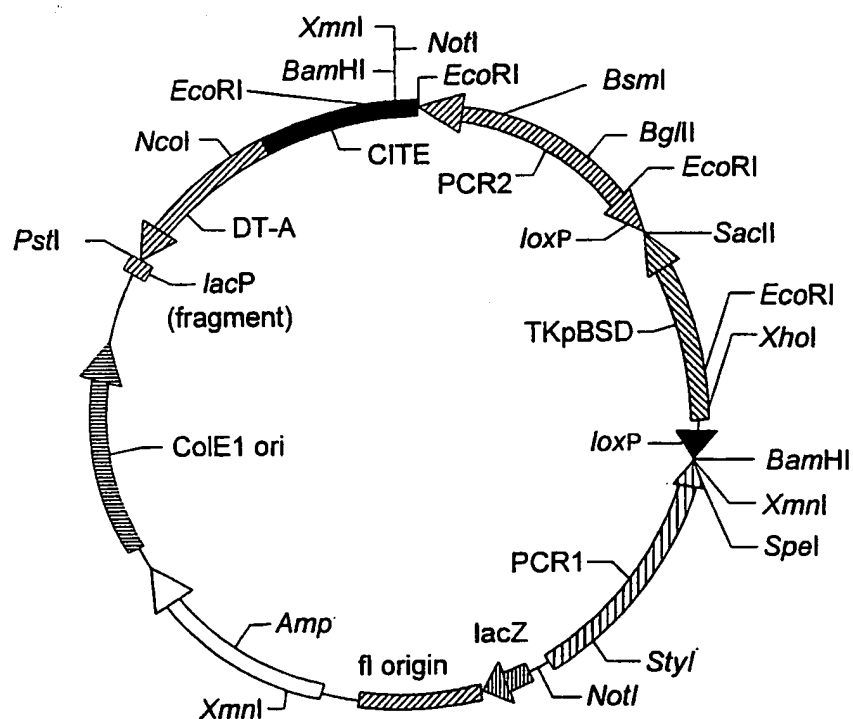 XmnI
NotI
BamHI
EcoRI
EcoRI
BsmI
NcoI
CITE
BglII
PCR2
EcoRI
PstI
DT-A
loxP
SacII
lacP
(fragment)
EcoRI
TKpBSD
XhoI
ColE1 ori
loxP
BamHI
XmnI
SpeI
PCR1
Amp
lacZ
fl origin
StyI
XmnI
NotI